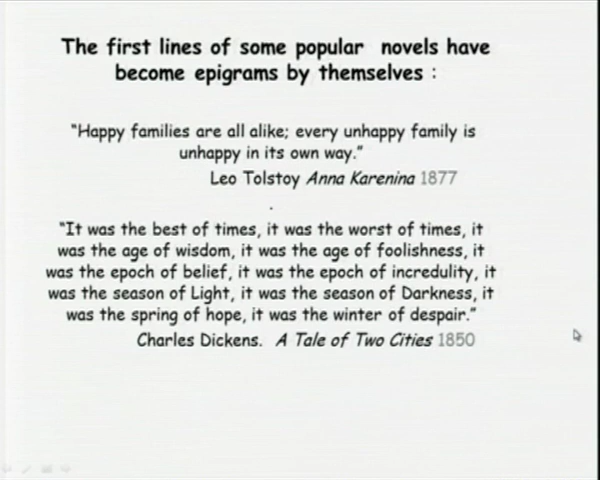 The first lines of some popular novels have
become epigrams by themselves :
"Happy families are all alike; every unhappy family is
unhappy in its own way."
Leo Tolstoy Anna Karenina 1877
"It was the best of times, it was the worst of times, it
was the age of wisdom, it was the age of foolishness, it
was the epoch of belief, it was the epoch of incredulity, it
was the season of Light, it was the season of Darkness, it
was the spring of hope, it was the winter of despair."
Charles Dickens. A Tale of Two Cities 1850